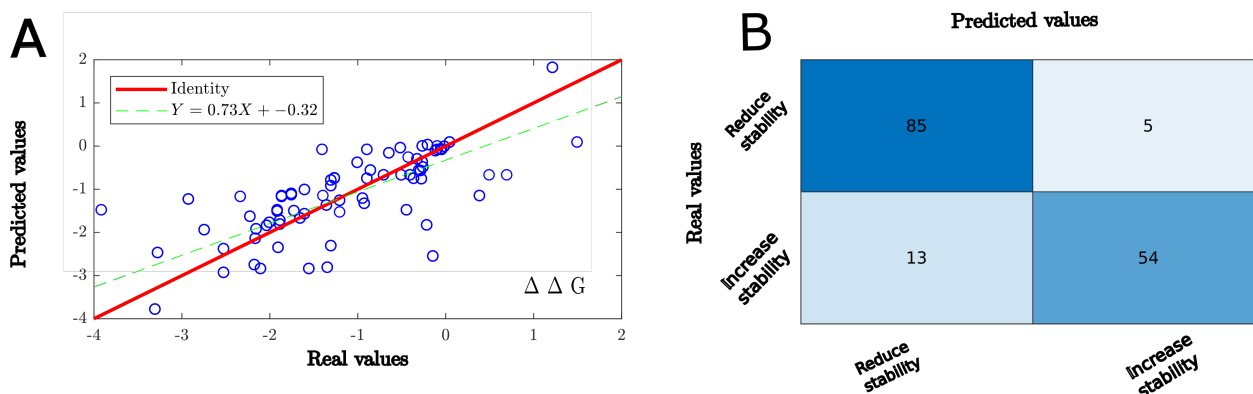 A
2
1
0
-1
-2
-3
-4
-4
-3
-2
-1
0
1
2
Identity
Y = 0.73X + −0.32
Δ Δ G
Predicted values
Real values
B
Predicted values
Real values
Reduce
stability
Increase
stability
85
5
13
54
Reduce
stability
Increase
stability